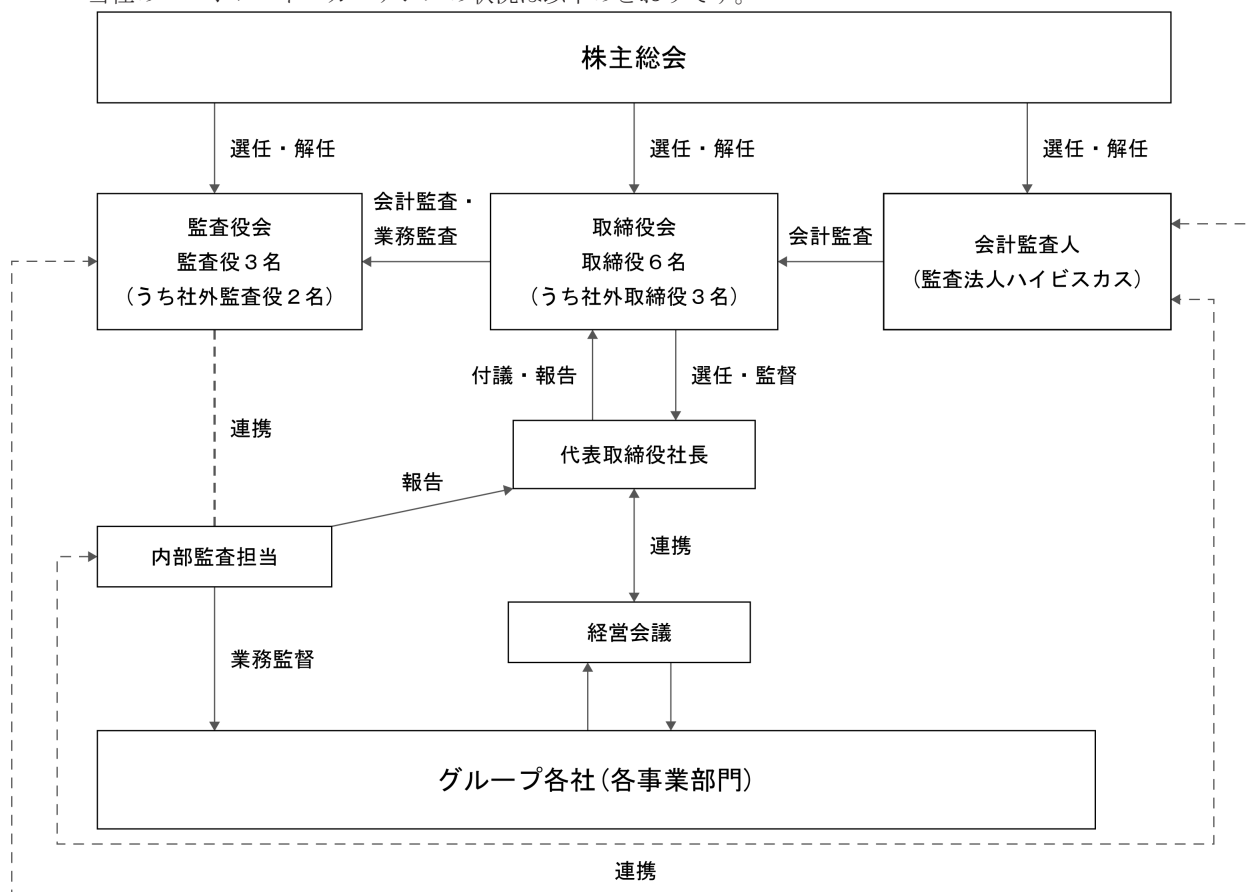 株主総会
選任・解任
選任・解任
選任・解任
監査役会
監査役3名
(うち社外監査役2名)
会計監査・
業務監査
取締役会
取締役6名
(うち社外取締役3名)
会計監査
会計監査人
(監査法人ハイビスカス)
付議・報告
選任・監督
連携
代表取締役社長
報告
内部監査担当
連携
経営会議
業務監督
グループ各社(各事業部門)
連携